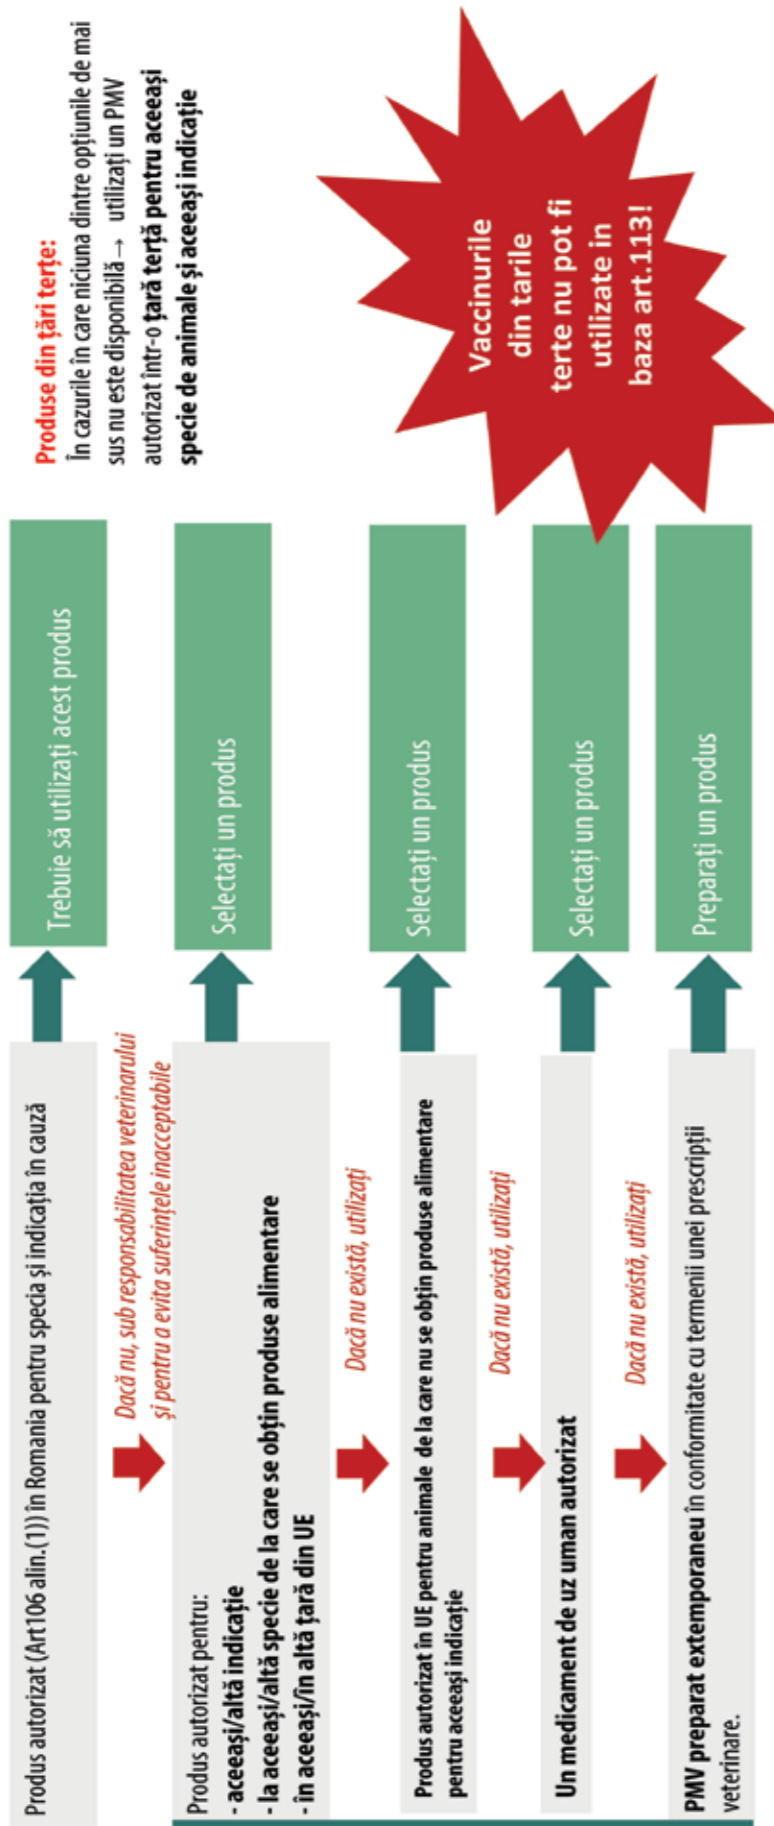 Produs autorizat (Art106 alin.(1)) în Romania pentru specia și indicația în cauză
Trebuie să utilizați acest produs
Dacă nu, sub responsabilitatea veterinarului
și pentru a evita suferințele inacceptabile
Produs autorizat pentru:
- aceeași/altă indicație
- la aceeași/altă specie de la care se obțin produse alimentare
- în aceeași/în altă țară din UE
Selectați un produs
Dacă nu există, utilizați
Produs autorizat în UE pentru animale de la care nu se obțin produse alimentare
pentru aceeași indicație
Selectați un produs
Dacă nu există, utilizați
Un medicament de uz uman autorizat
Selectați un produs
Dacă nu există, utilizați
PMV preparat extemporaneu în conformitate cu termenii unei prescripții
veterinare.
Preparați un produs
Produse din țări terțe:
În cazurile în care niciuna dintre opțiunile de mai
sus nu este disponibilă → utilizați un PMV
autorizat într-o țară terță pentru aceeași
specie de animale și aceeași indicație
Vaccinurile
din tarile
terte nu pot fi
utilizate in
baza art.113!